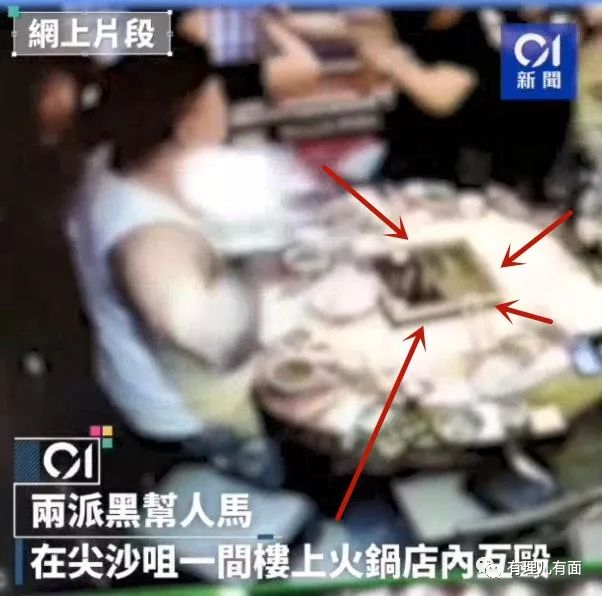 網上片段
01
新聞
01
兩派黑幫人馬
在尖沙咀一間樓上火鍋店內互毆
有理儿有面